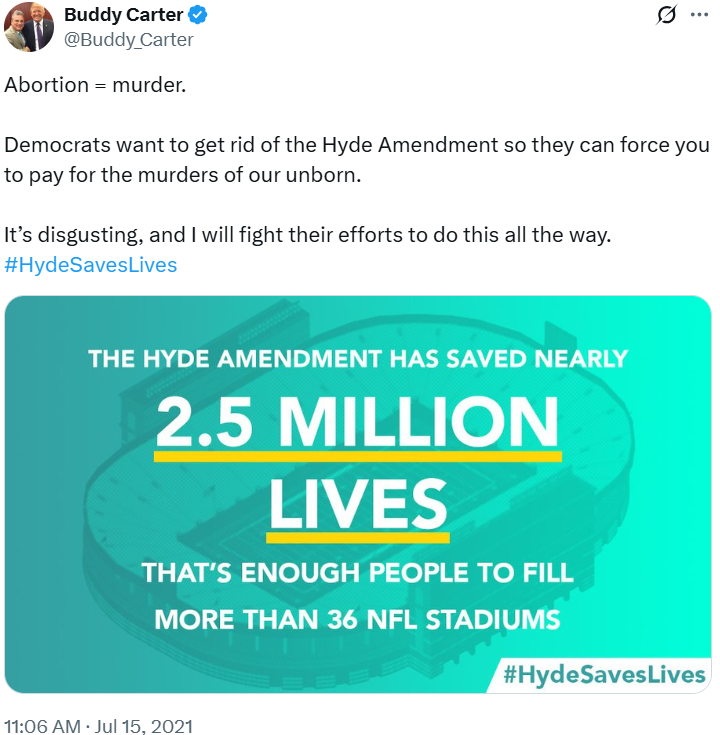 Buddy Carter
@Buddy_Carter
Abortion = murder.
Democrats want to get rid of the Hyde Amendment so they can force you
to pay for the murders of our unborn.
It’s disgusting, and I will fight their efforts to do this all the way.
#HydeSavesLives
THE HYDE AMENDMENT HAS SAVED NEARLY
2.5 MILLION
LIVES
THAT’S ENOUGH PEOPLE TO FILL
MORE THAN 36 NFL STADIUMS
#HydeSavesLives
11:06 AM · Jul 15, 2021